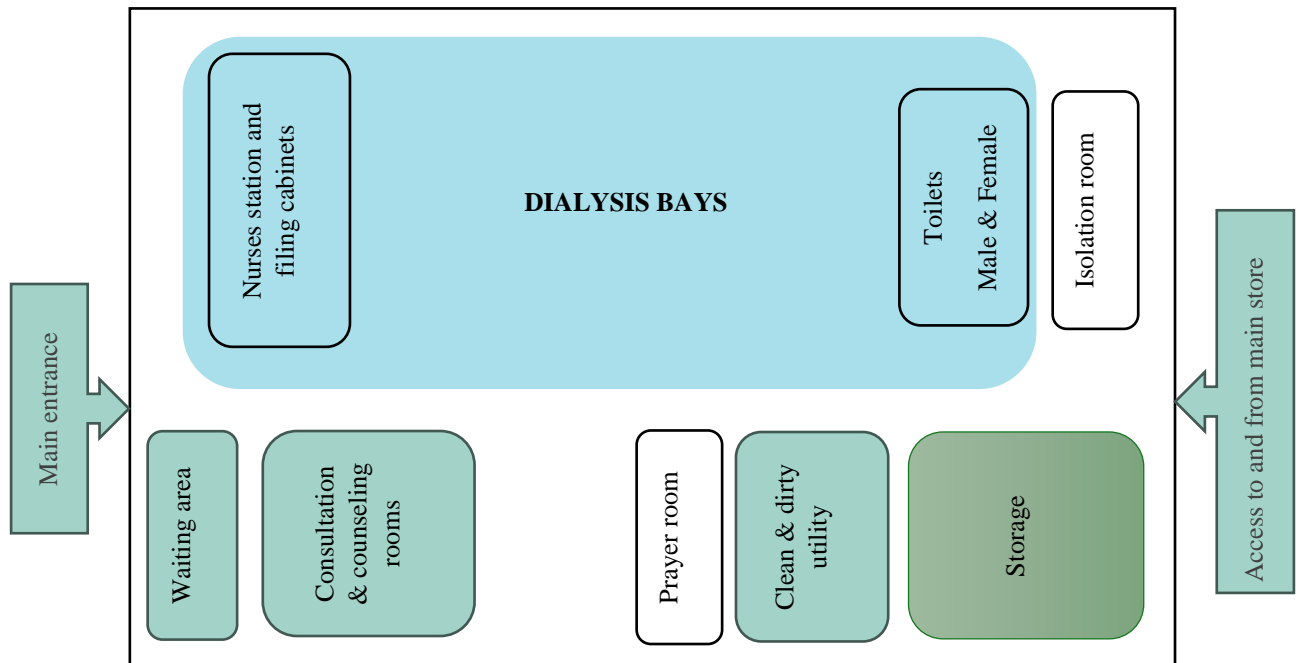 Main entrance
Nurses station and
filing cabinets
DIALYSIS BAYS
Toilets
Male & Female
Isolation room
Access to and from main store
Waiting area
Consultation
& counseling
rooms
Prayer room
Clean & dirty
utility
Storage